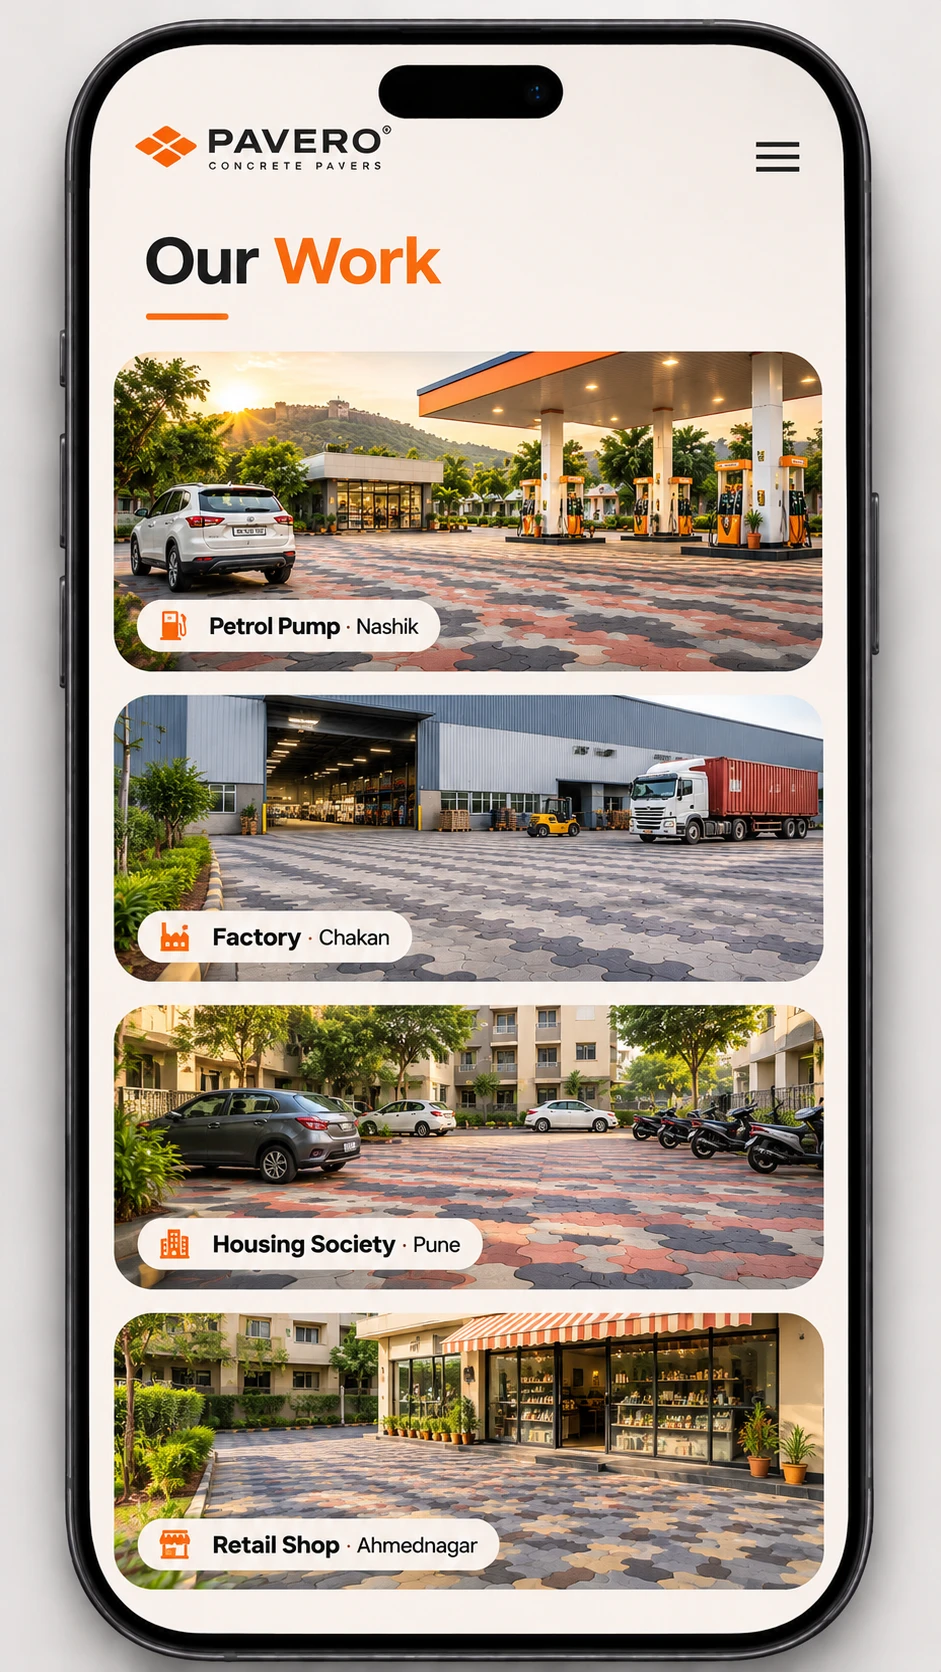 PAVERO®
CONCRETE PAVERS
Our Work
Petrol Pump · Nashik
Factory · Chakan
Housing Society · Pune
Retail Shop · Ahmednagar